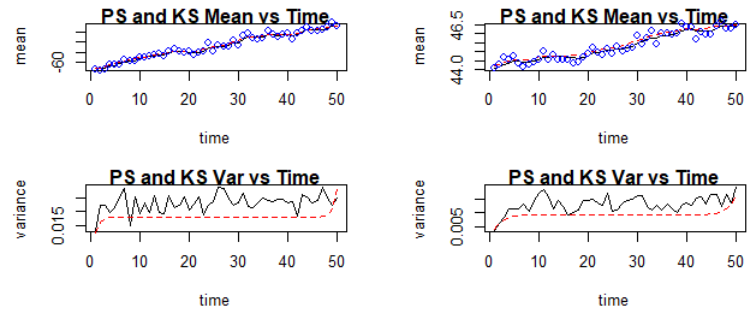 PS and KS Mean vs Time
mean
-60
0 10 20 30 40 50
time
PS and KS Mean vs Time
mean
44.0 46.5
0 10 20 30 40 50
time
PS and KS Var vs Time
variance
0.015
0 10 20 30 40 50
time
PS and KS Var vs Time
variance
0.005
0 10 20 30 40 50
time